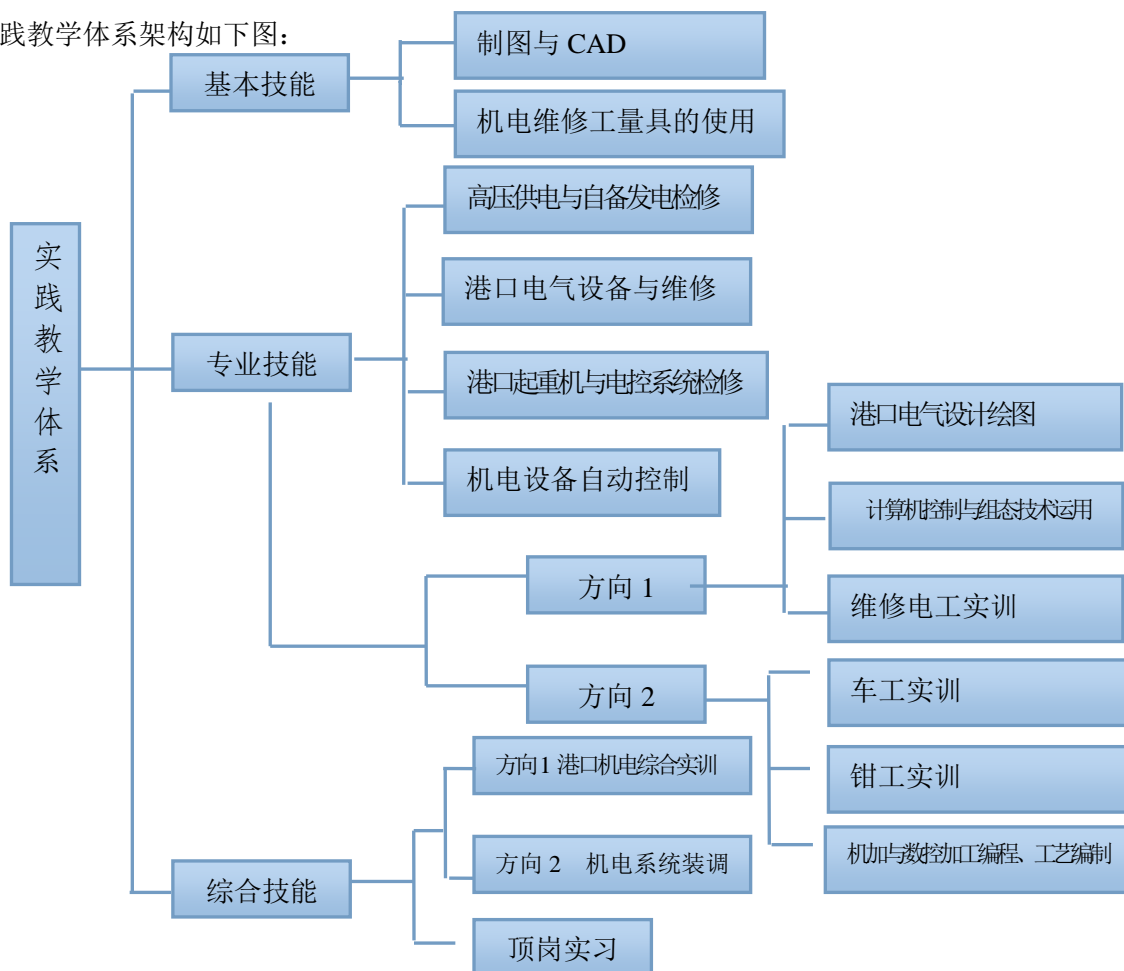 践教学体系架构如下图：
制图与 CAD
基本技能
机电维修工量具的使用
高压供电与自备发电检修
实践教学体系
港口电气设备与维修
专业技能
港口起重机与电控系统检修
港口电气设计绘图
机电设备自动控制
计算机控制与组态技术运用
方向 1
维修电工实训
方向 2
车工实训
方向 1 港口机电综合实训
钳工实训
方向 2 机电系统装调
机加与数控加工编程、工艺编制
综合技能
顶岗实习